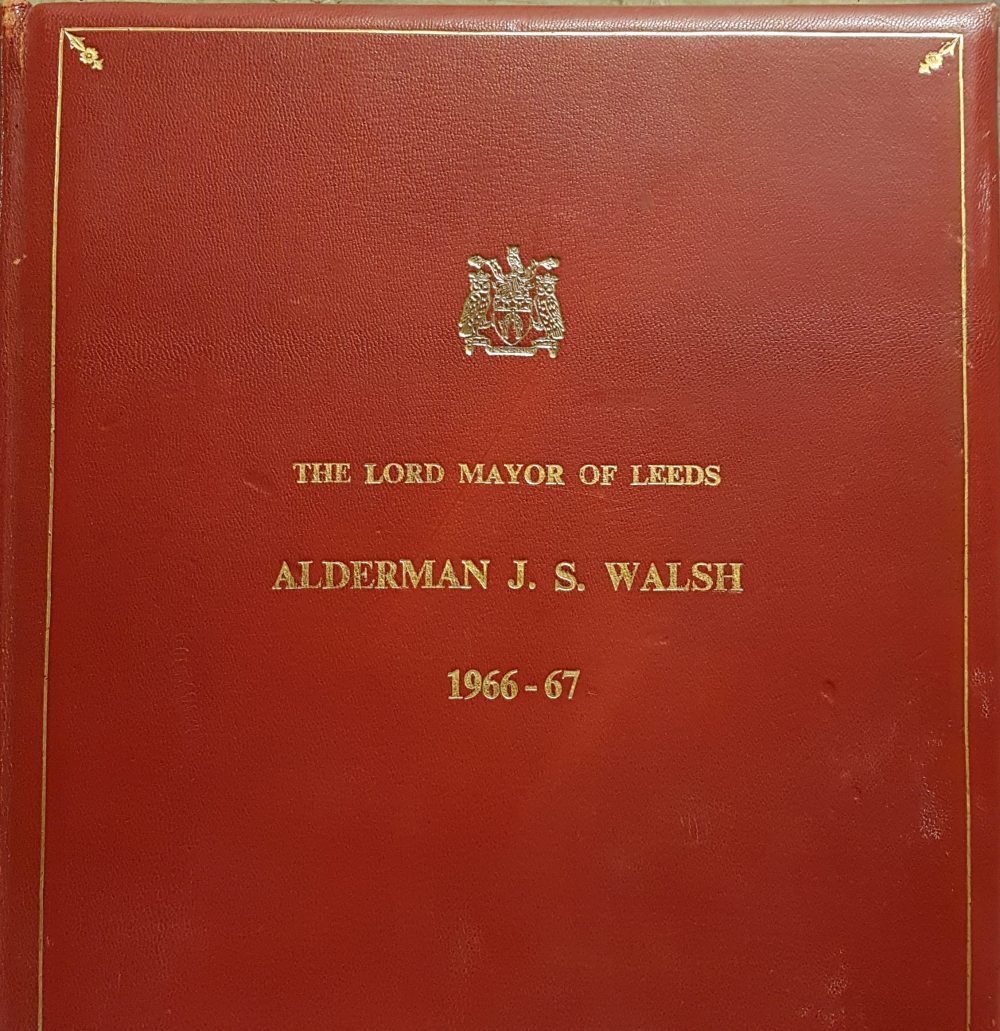 THE LORD MAYOR OF LEEDS
ALDERMAN J. S. WALSH
1966-67